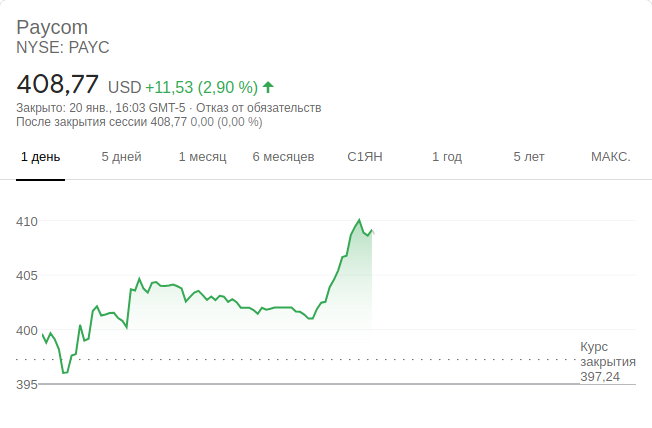 Paycom
NYSE: PAYC
408,77 USD +11,53 (2,90 %)
Закрыто: 20 янв., 16:03 GMT-5 · Отказ от обязательств
После закрытия сессии 408,77 0,00 (0,00 %)
1 день 5 дней 1 месяц 6 месяцев С1ЯН 1 год 5 лет МАКС.
410
405
400
Курс
закрытия
397,24
395